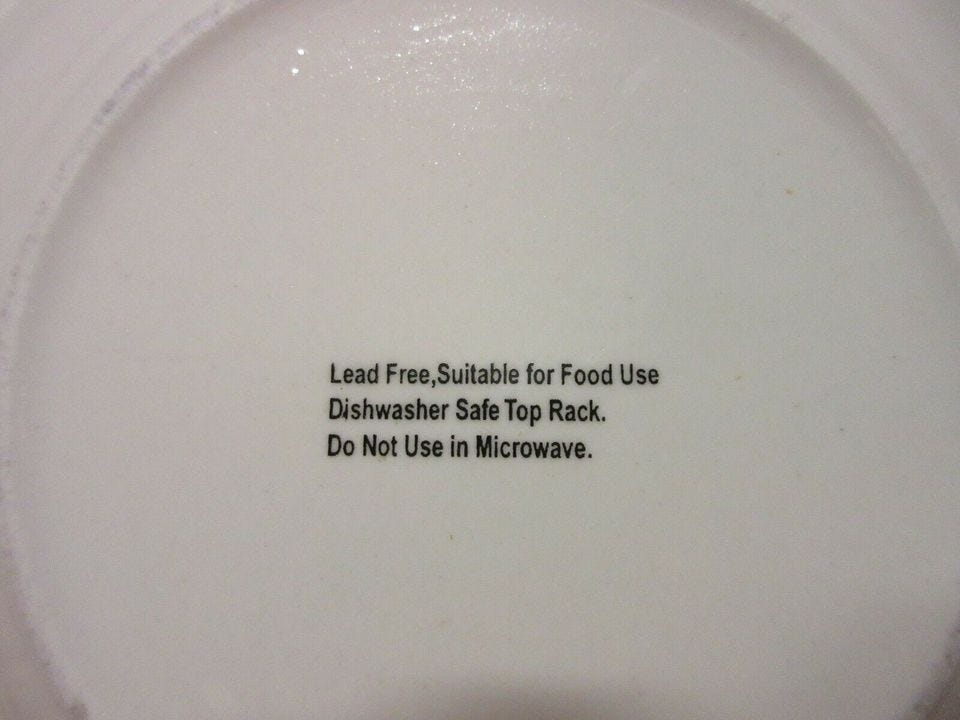 Lead Free,Suitable for Food Use
Dishwasher Safe Top Rack.
Do Not Use in Microwave.